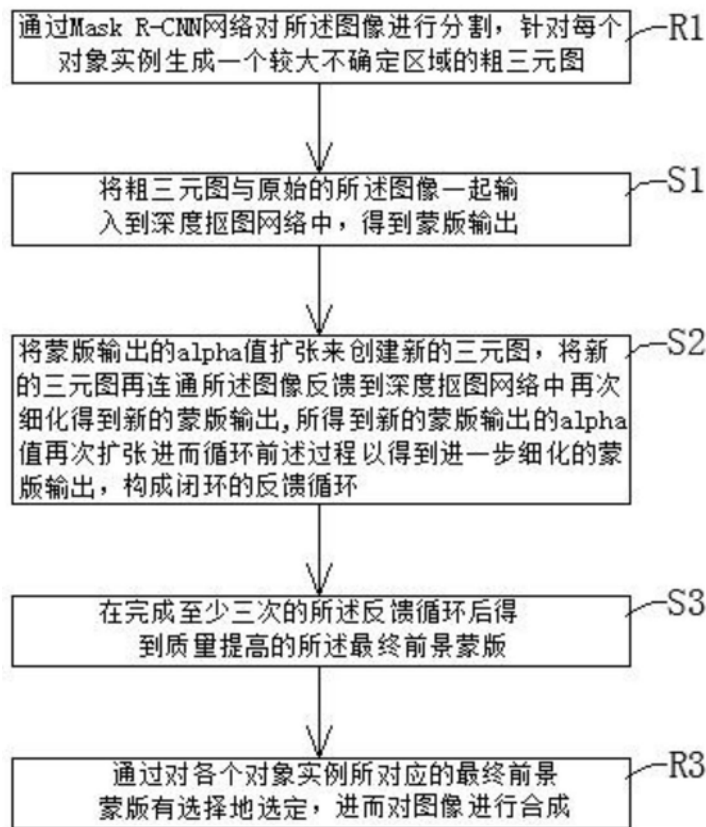 通过Mask R-CNN网络对所述图像进行分割，针对每个
对象实例生成一个较大不确定区域的粗三元图
R1
将粗三元图与原始的所述图像一起输
入到深度抠图网络中，得到蒙版输出
S1
将蒙版输出的alpha值扩张来创建新的三元图，将新
的三元图再连通所述图像反馈到深度抠图网络中再次
细化得到新的蒙版输出,所得到新的蒙版输出的alpha
值再次扩张进而循环前述过程以得到进一步细化的蒙
版输出，构成闭环的反馈循环
S2
在完成至少三次的所述反馈循环后得
到质量提高的所述最终前景蒙版
S3
通过对各个对象实例所对应的最终前景
蒙版有选择地选定，进而对图像进行合成
R3